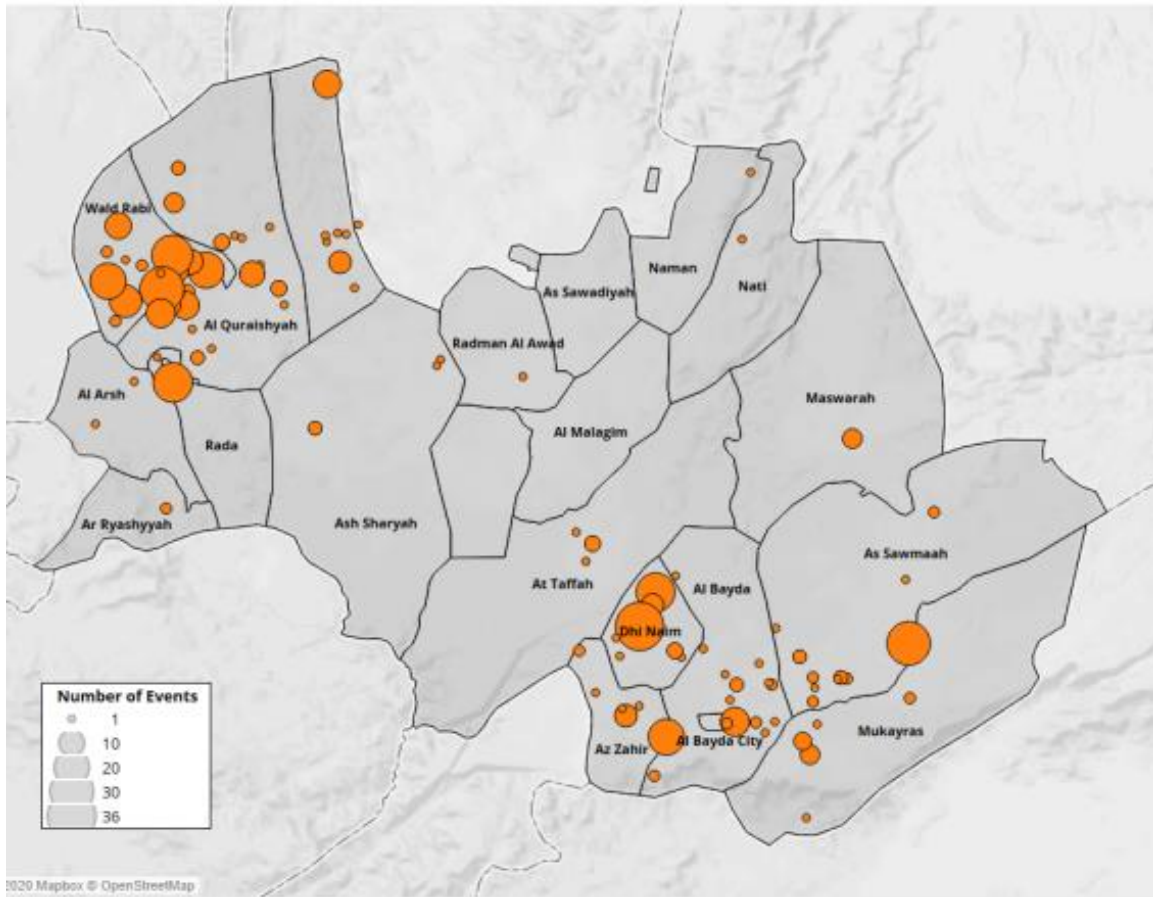 Wald Rabi
Al Quraishyah
Naman
As Sawadiyah
Nati
Radman Al Awad
Al Arsh
Maswarah
Al Malagim
Rada
Ar Ryashyyah
Ash Sharyah
As Sawmaah
At Taffah
Al Bayda
Dhi Naim
Mukayras
Az Zahir
Al Bayda City
Number of Events
1
10
20
30
36
2020 Mapbox © OpenStreetMap